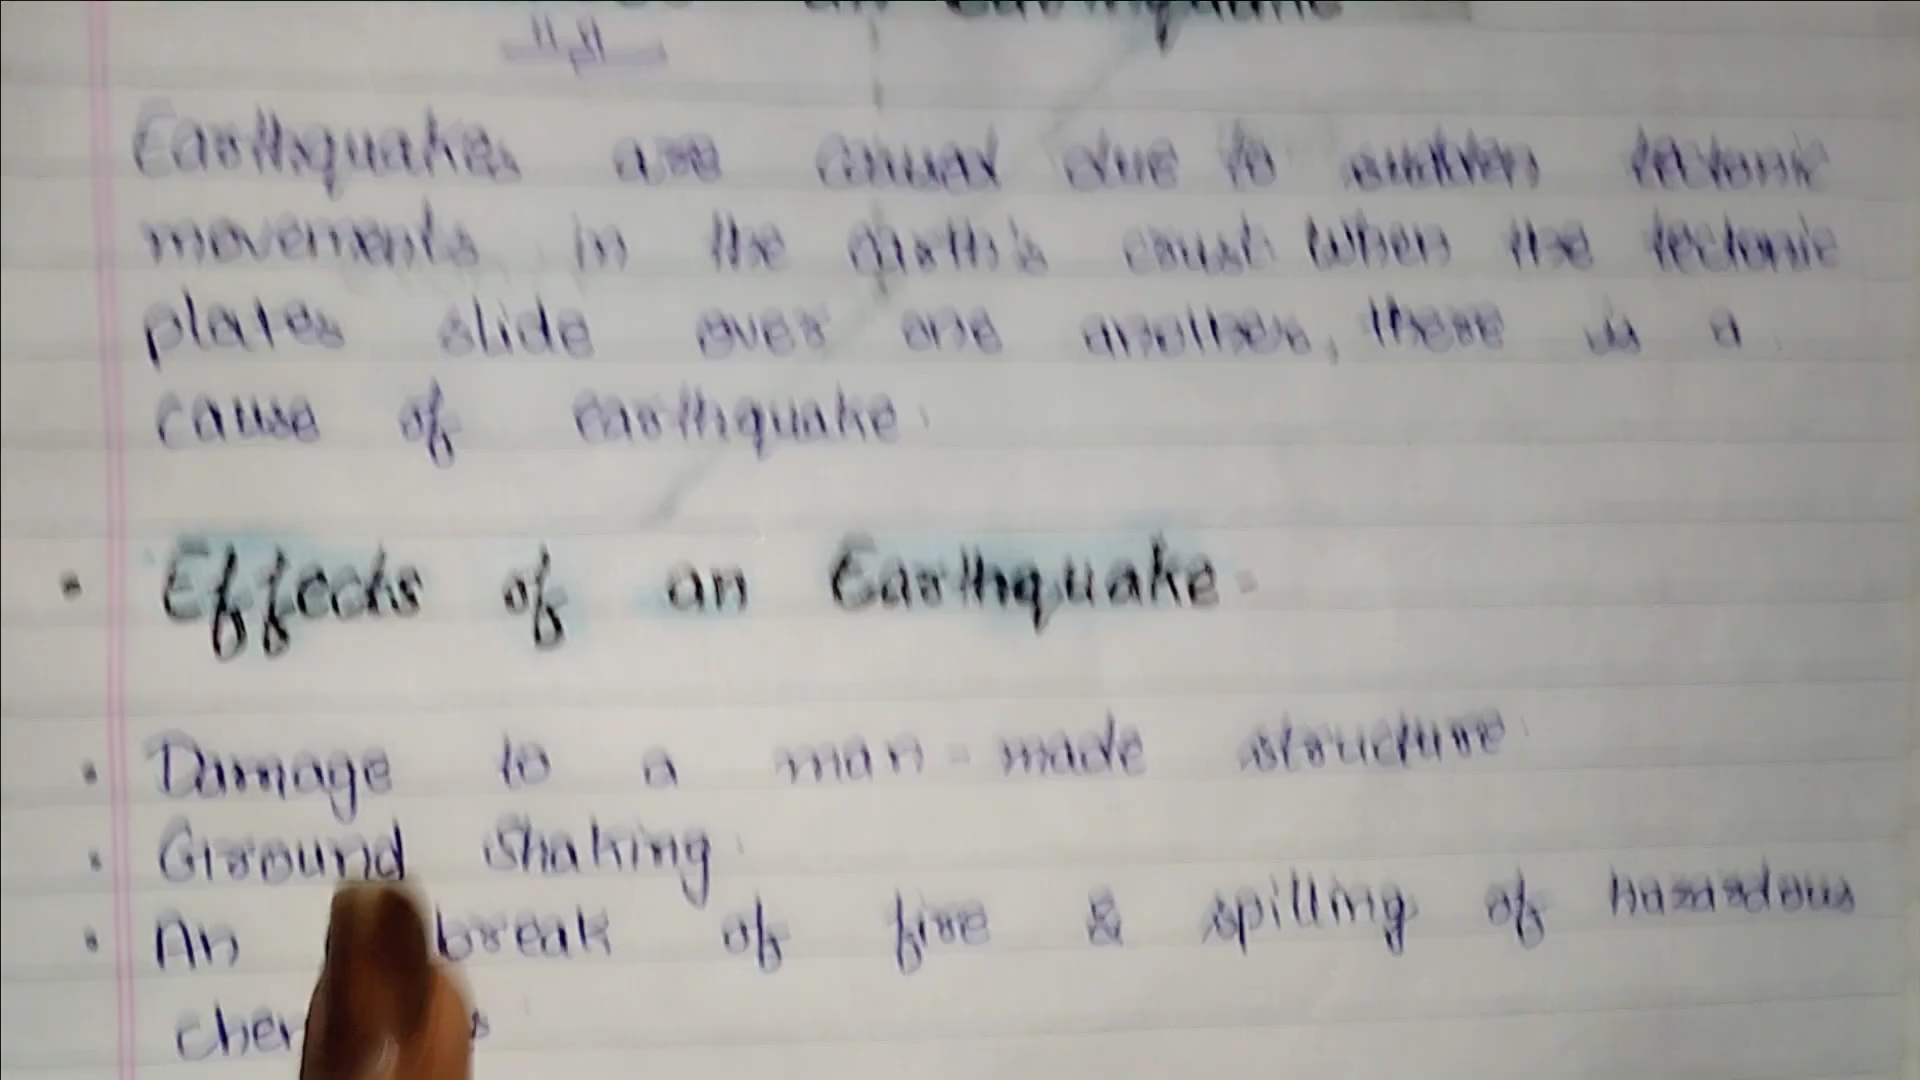 an Earthquake
Earthquakes are caused due to sudden tectonic
movements in the earth's crust. When the tectonic
plates slide over one another, there is a
cause of earthquake.
• Effects of an Earthquake -
• Damage to a man-made structure.
• Ground Shaking.
• An break of fire & spilling of hazardous